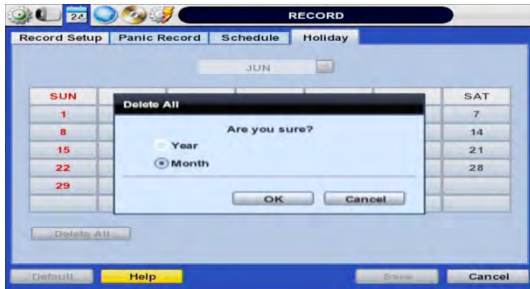 RECORD
Record Setup Panic Record Schedule Holiday
JUN
SUN SAT
Delete All
1 7
Are you sure?
8 14
Year
15 21
Month
22 28
29
OK Cancel
Delete All
Default Help Save Cancel